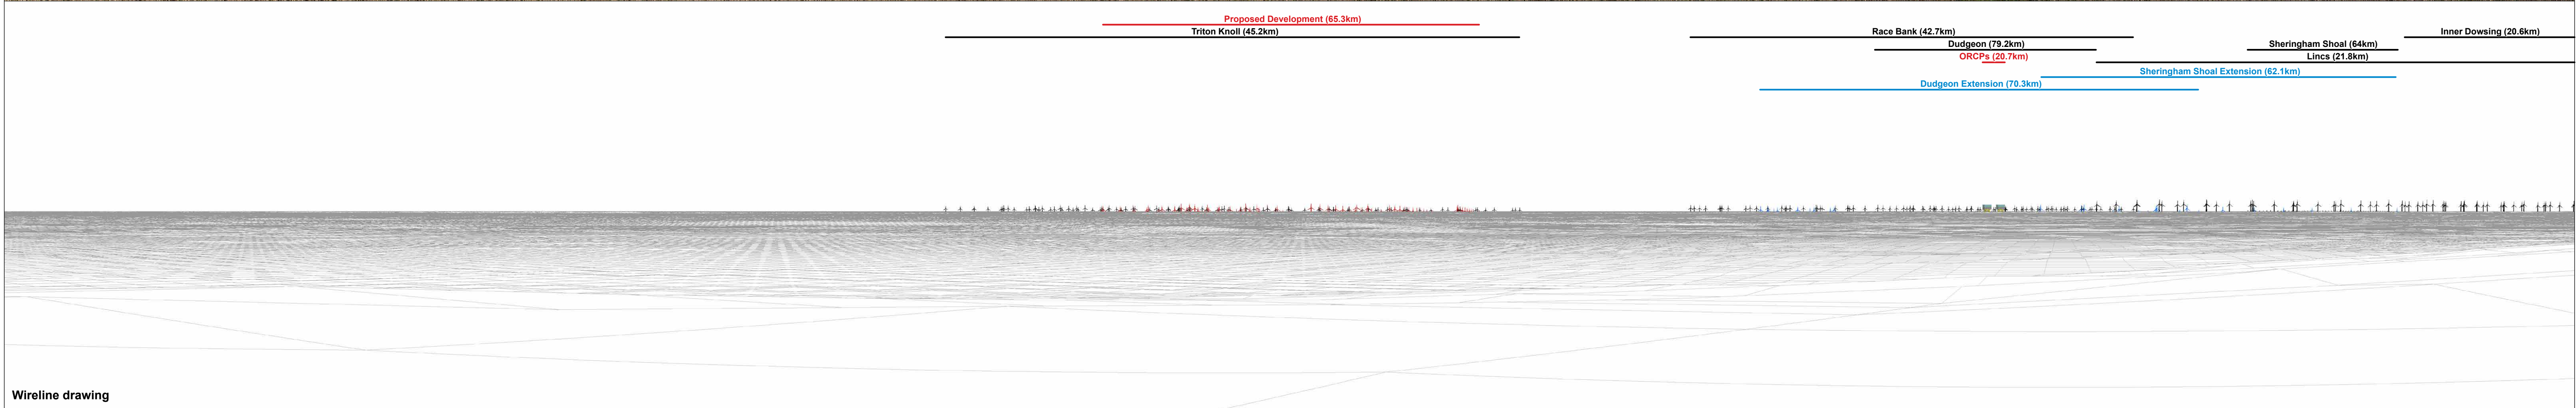 Proposed Development (65.3km)
Triton Knoll (45.2km)
Race Bank (42.7km)
Inner Dowsing (20.6km)
Dudgeon (79.2km)
Sheringham Shoal (64km)
ORCPs (20.7km)
Lincs (21.8km)
Sheringham Shoal Extension (62.1km)
Dudgeon Extension (70.3km)
Wireline drawing